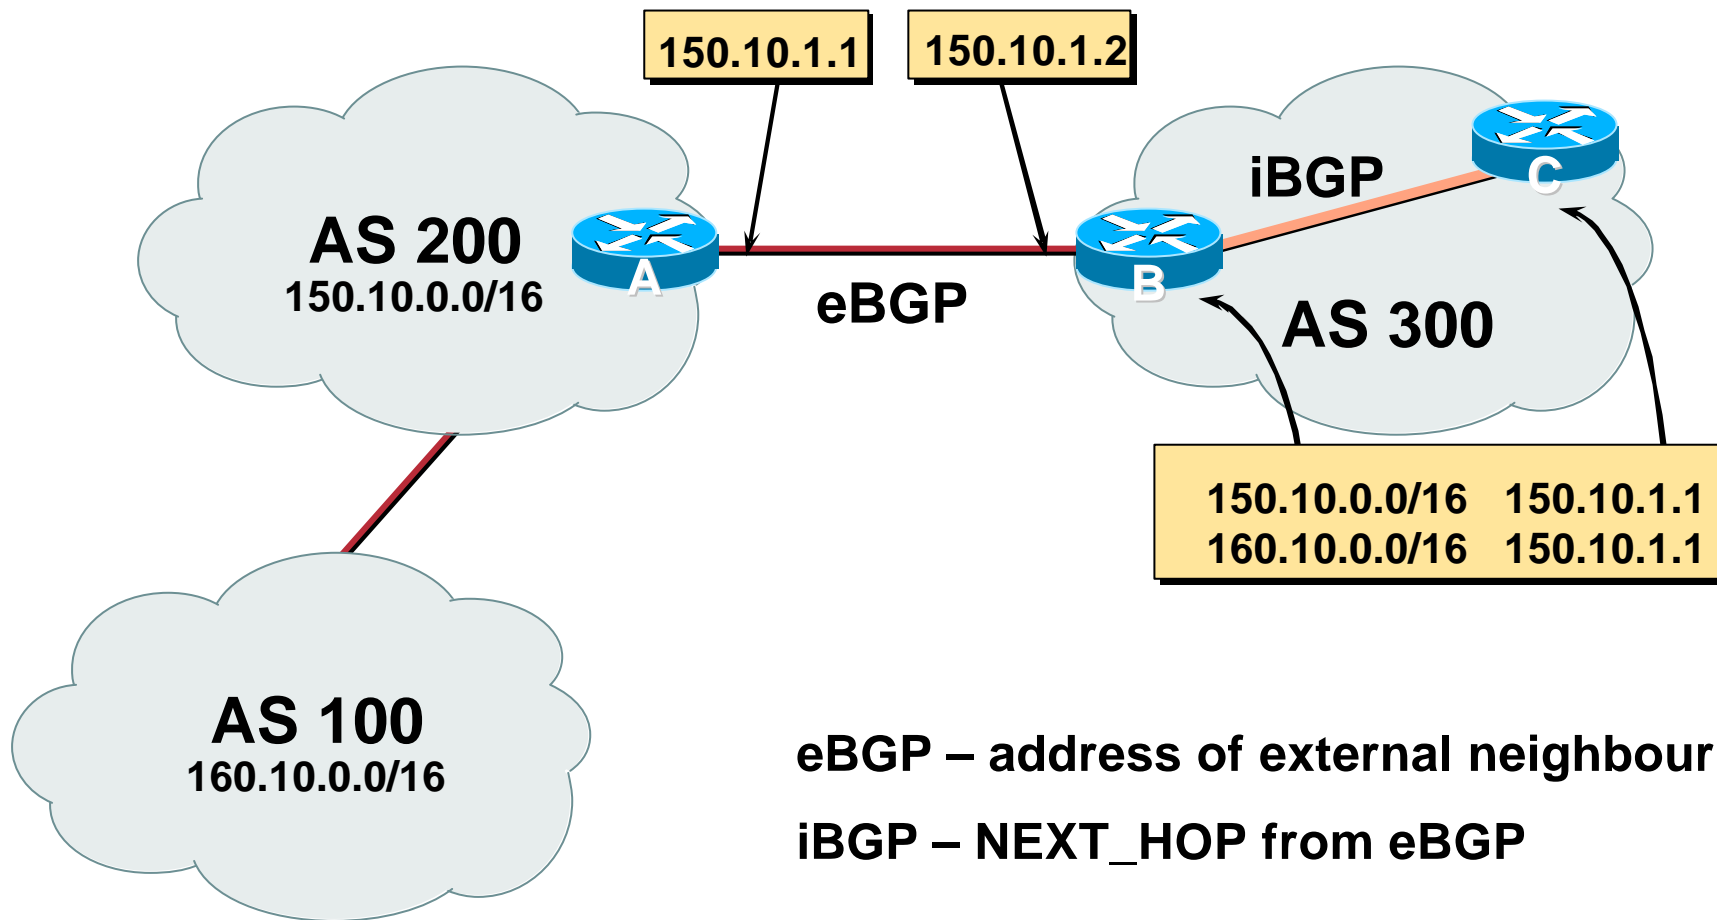 150.10.1.1
150.10.1.2
iBGP
C
AS 200
150.10.0.0/16
A
B
eBGP
AS 300
150.10.0.0/16 150.10.1.1
160.10.0.0/16 150.10.1.1
AS 100
160.10.0.0/16
eBGP – address of external neighbour
iBGP – NEXT_HOP from eBGP